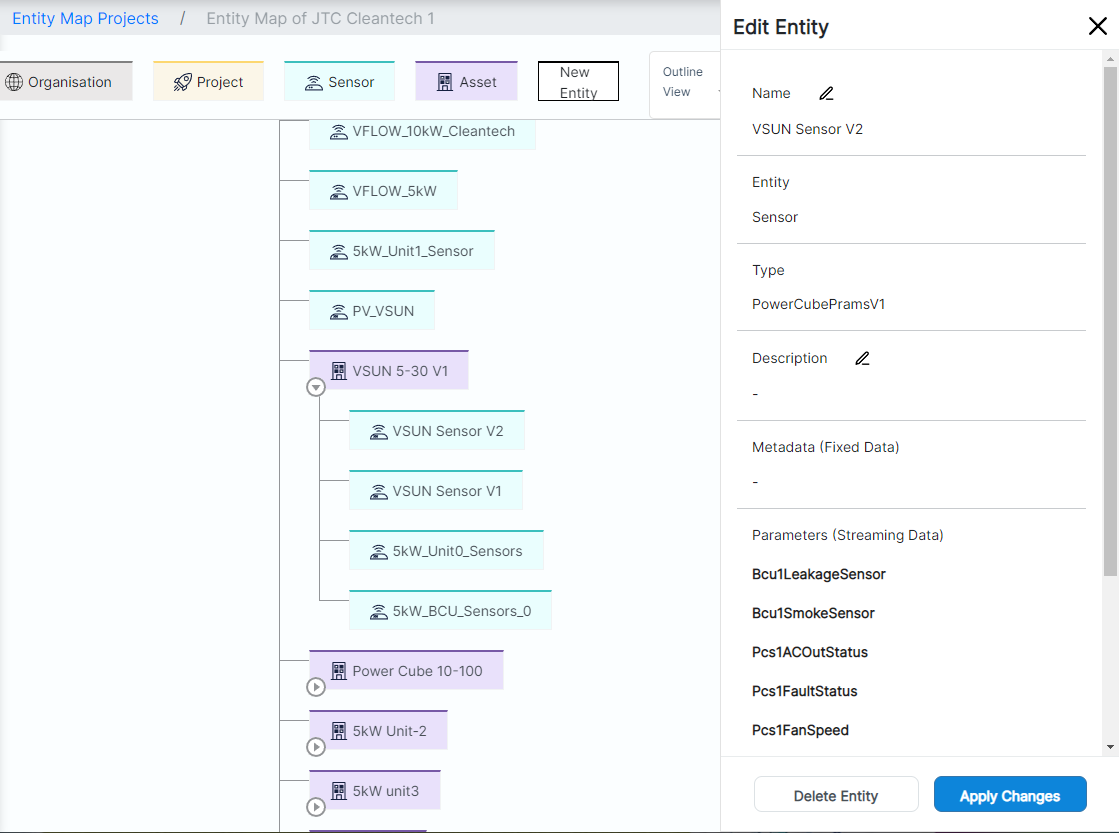 Entity Map Projects / Entity Map of JTC Cleantech 1
Organisation
Project
Sensor
Asset
New
Entity
Outline
View
VFLOW_10kW_Cleantech
VFLOW_5kW
5kW_Unit1_Sensor
PV_VSUN
VSUN 5-30 V1
VSUN Sensor V2
VSUN Sensor V1
5kW_Unit0_Sensors
5kW_BCU_Sensors_0
Power Cube 10-100
5kW Unit-2
5kW unit3
Edit Entity
Name
VSUN Sensor V2
Entity
Sensor
Type
PowerCubePramsV1
Description
-
Metadata (Fixed Data)
-
Parameters (Streaming Data)
Bcu1LeakageSensor
Bcu1SmokeSensor
Pcs1ACOutStatus
Pcs1FaultStatus
Pcs1FanSpeed
Delete Entity
Apply Changes